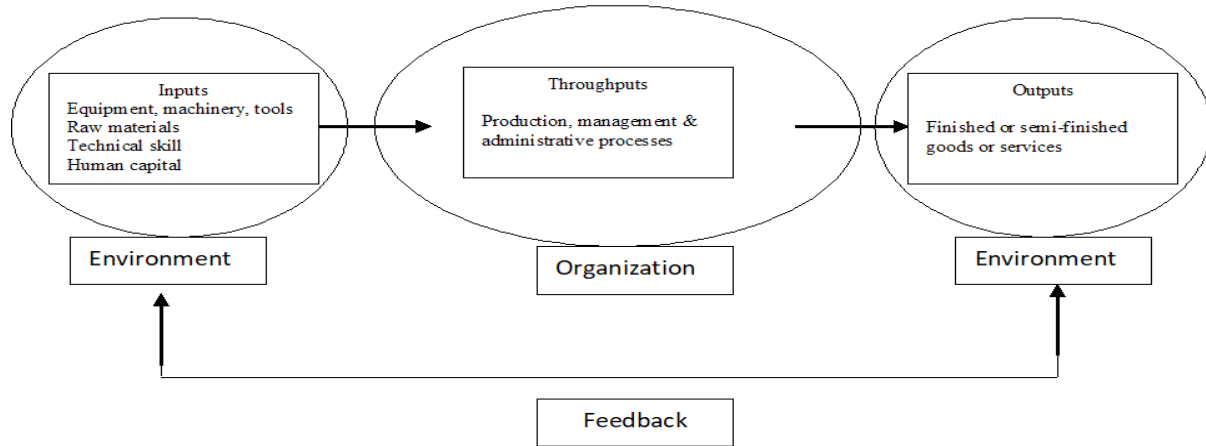 Inputs
Equipment, machinery, tools
Raw materials
Technical skill
Human capital
Throughputs
Production, management &
administrative processes
Outputs
Finished or semi-finished
goods or services
Environment
Organization
Environment
Feedback